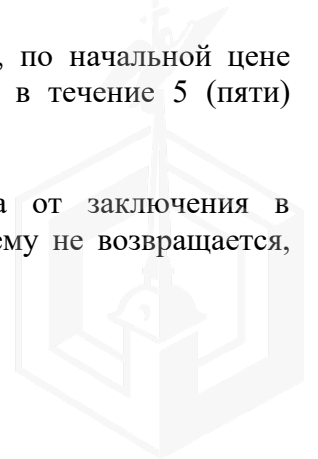 , по начальной цене
в течение 5 (пяти)
а от заключения в
ему не возвращается,